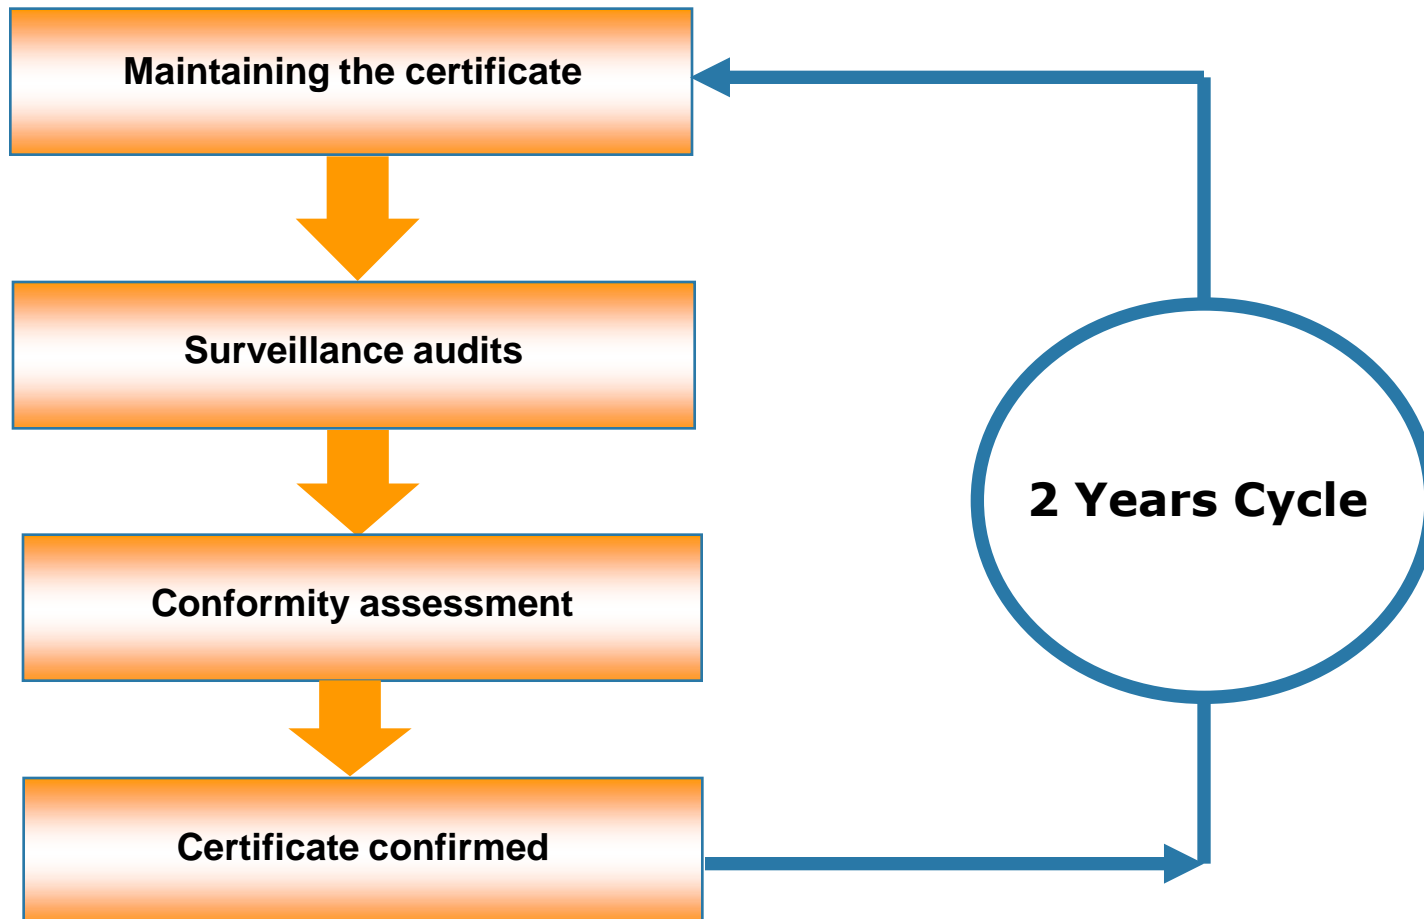 Maintaining the certificate
Surveillance audits
2 Years Cycle
Conformity assessment
Certificate confirmed